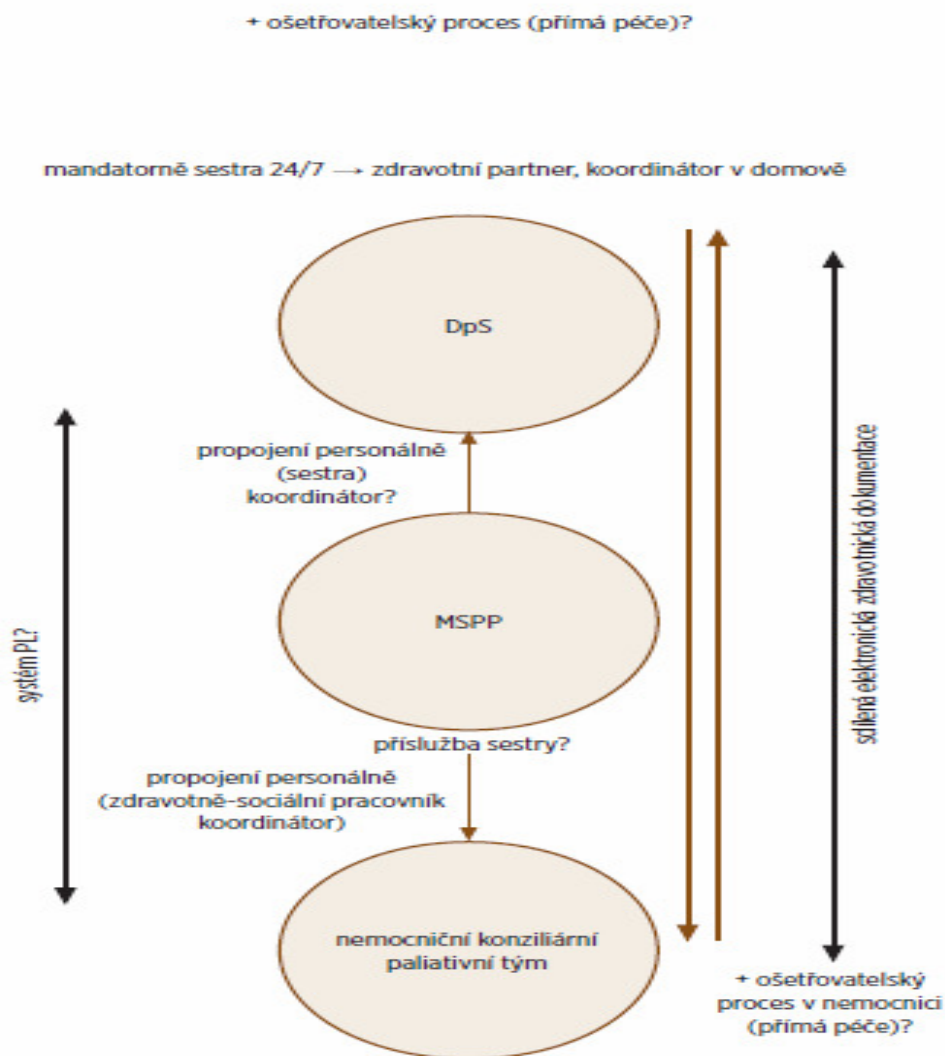 + ošetřovatelský proces (přímá péče)?
mandatorně sestra 24/7 → zdravotní partner, koordinátor v domově
DpS
propojení personálně
(sestra)
koordinátor?
MSPP
systém PL?
sdílená elektronická zdravotnická dokumentace
příslužba sestry?
propojení personálně
(zdravotně-sociální pracovník
koordinátor)
nemocniční konziliární
paliativní tým
+ ošetřovatelský
proces v nemocnici
(přímá péče)?